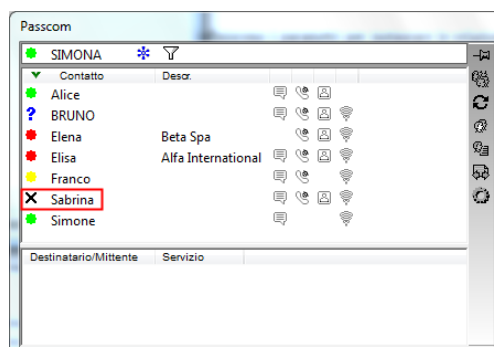 Passcom
SIMONA
Contatto Descr.
Alice
? BRUNO
Elena Beta Spa
Elisa Alfa International
Franco
X Sabrina
Simone
Destinatario/Mittente Servizio